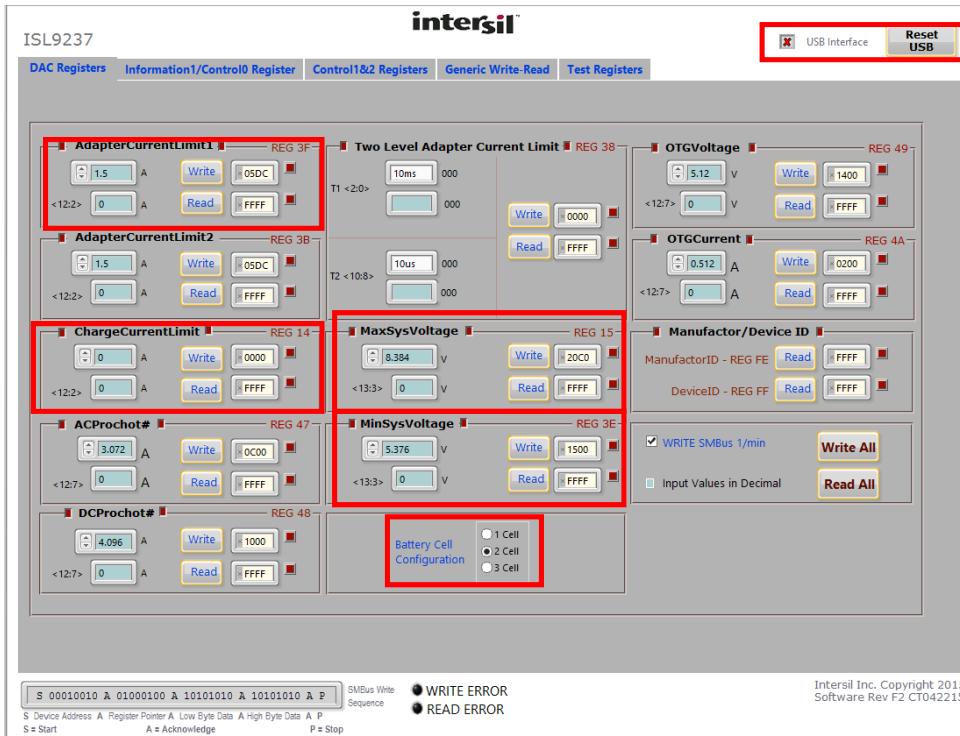 intersil
ISL9237
USB Interface
Reset USB
DAC Registers
Information1/Control0 Register
Control1&2 Registers
Generic Write-Read
Test Registers
AdapterCurrentLimit1
REG 3F
1.5 A Write 05DC
<12:2> 0 A Read FFFF
AdapterCurrentLimit2
REG 3B
1.5 A Write 05DC
<12:2> 0 A Read FFFF
ChargeCurrentLimit
REG 14
0 A Write 0000
<12:2> 0 A Read FFFF
ACProchot#
REG 47
3.072 A Write 0C00
<12:7> 0 A Read FFFF
DCProchot#
REG 48
4.096 A Write 1000
<12:7> 0 A Read FFFF
Two Level Adapter Current Limit
REG 38
10ms 000
T1 <2:0>
000
Write 0000
Read FFFF
10us 000
T2 <10:8>
000
MaxSysVoltage
REG 15
8.384 V Write 20C0
<13:3> 0 V Read FFFF
MinSysVoltage
REG 3E
5.376 V Write 1500
<13:3> 0 V Read FFFF
Battery Cell
Configuration
1 Cell
2 Cell
3 Cell
OTGVoltage
REG 49
5.12 V Write 1400
<12:7> 0 V Read FFFF
OTGCurrent
REG 4A
0.512 A Write 0200
<12:7> 0 A Read FFFF
Manufactor/Device ID
ManufactorID - REG FE Read FFFF
DeviceID - REG FF Read FFFF
WRITE SMBus 1/min
Write All
Input Values in Decimal
Read All
S 00010010 A 01000100 A 10101010 A 10101010 A P
SMBus Write
Sequence
S Device Address A Register Pointer A Low Byte Data A High Byte Data A P
S = Start A = Acknowledge P = Stop
WRITE ERROR
READ ERROR
Intersil Inc. Copyright 201
Software Rev F2 CT042215